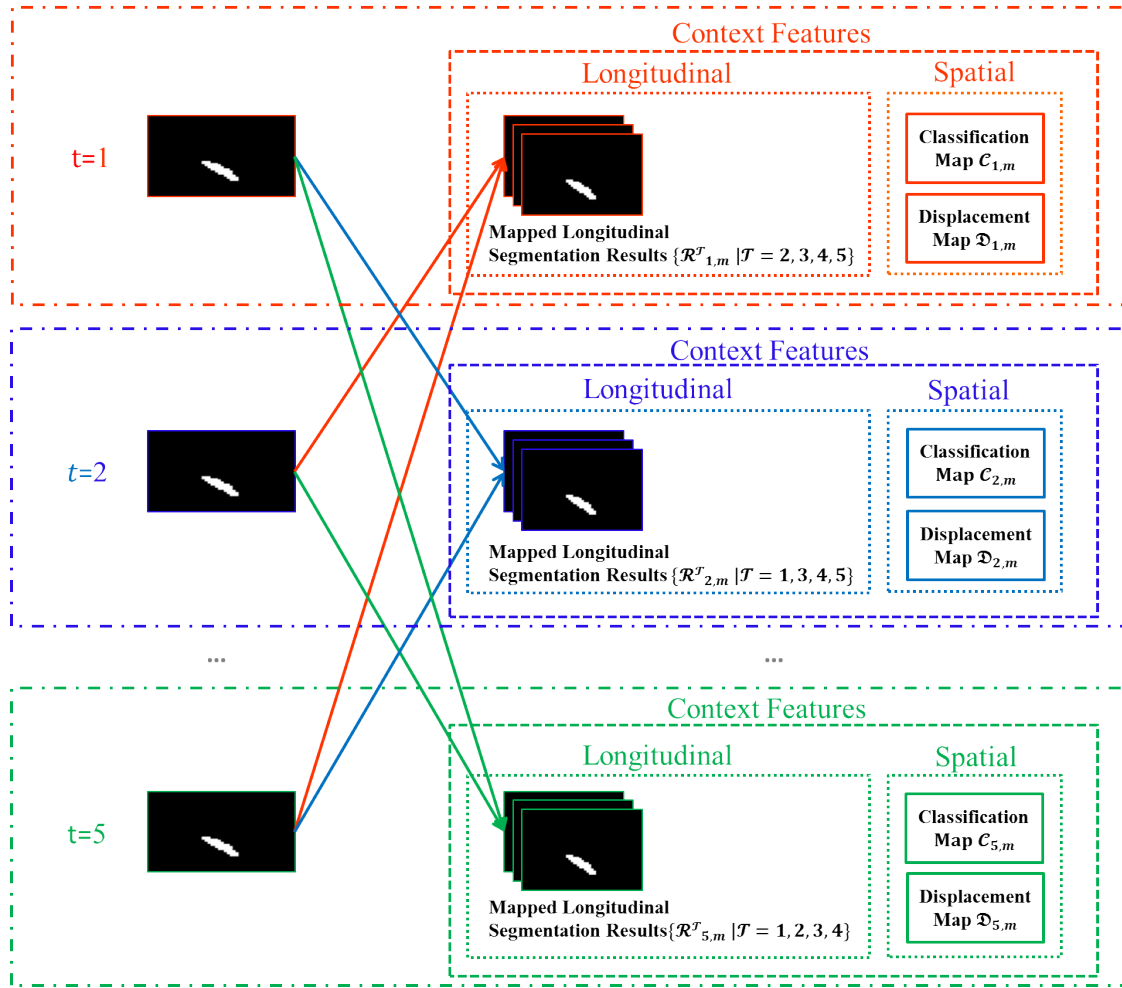 Context Features
Longitudinal
Spatial
t=1
Classification
Map 𝒞₁,ₘ
Displacement
Map 𝔇₁,ₘ
Mapped Longitudinal
Segmentation Results {𝓡^𝒯₁,ₘ |𝒯 = 2, 3, 4, 5}
Context Features
Longitudinal
Spatial
t=2
Classification
Map 𝒞₂,ₘ
Displacement
Map 𝔇₂,ₘ
Mapped Longitudinal
Segmentation Results {𝓡^𝒯₂,ₘ |𝒯 = 1, 3, 4, 5}
...
...
Context Features
Longitudinal
Spatial
t=5
Classification
Map 𝒞₅,ₘ
Displacement
Map 𝔇₅,ₘ
Mapped Longitudinal
Segmentation Results{𝓡^𝒯₅,ₘ |𝒯 = 1, 2, 3, 4}